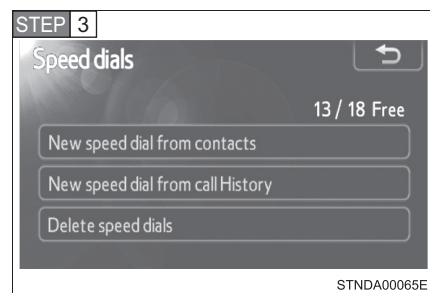 STEP 3
Speed dials
13 / 18 Free
New speed dial from contacts
New speed dial from call History
Delete speed dials
STNDA00065E